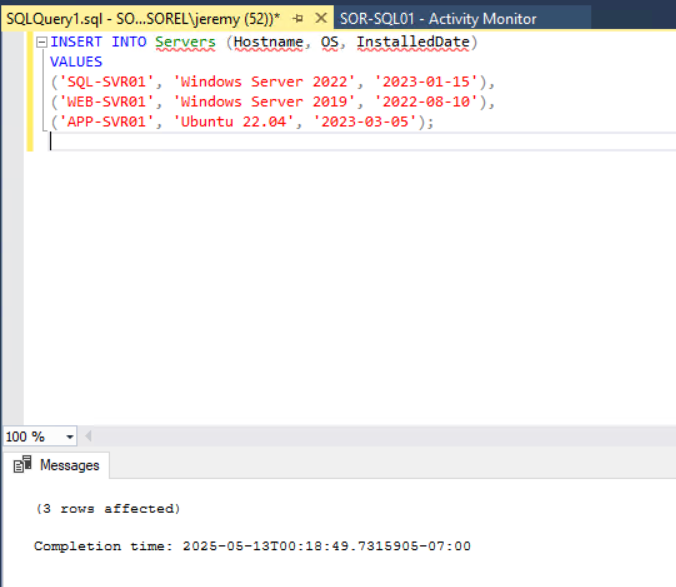 SQLQuery1.sql - SO...SOREL\jeremy (52))* SOR-SQL01 - Activity Monitor
INSERT INTO Servers (Hostname, OS, InstalledDate)
VALUES
('SQL-SVR01', 'Windows Server 2022', '2023-01-15'),
('WEB-SVR01', 'Windows Server 2019', '2022-08-10'),
('APP-SVR01', 'Ubuntu 22.04', '2023-03-05');
100 %
Messages
(3 rows affected)
Completion time: 2025-05-13T00:18:49.7315905-07:00